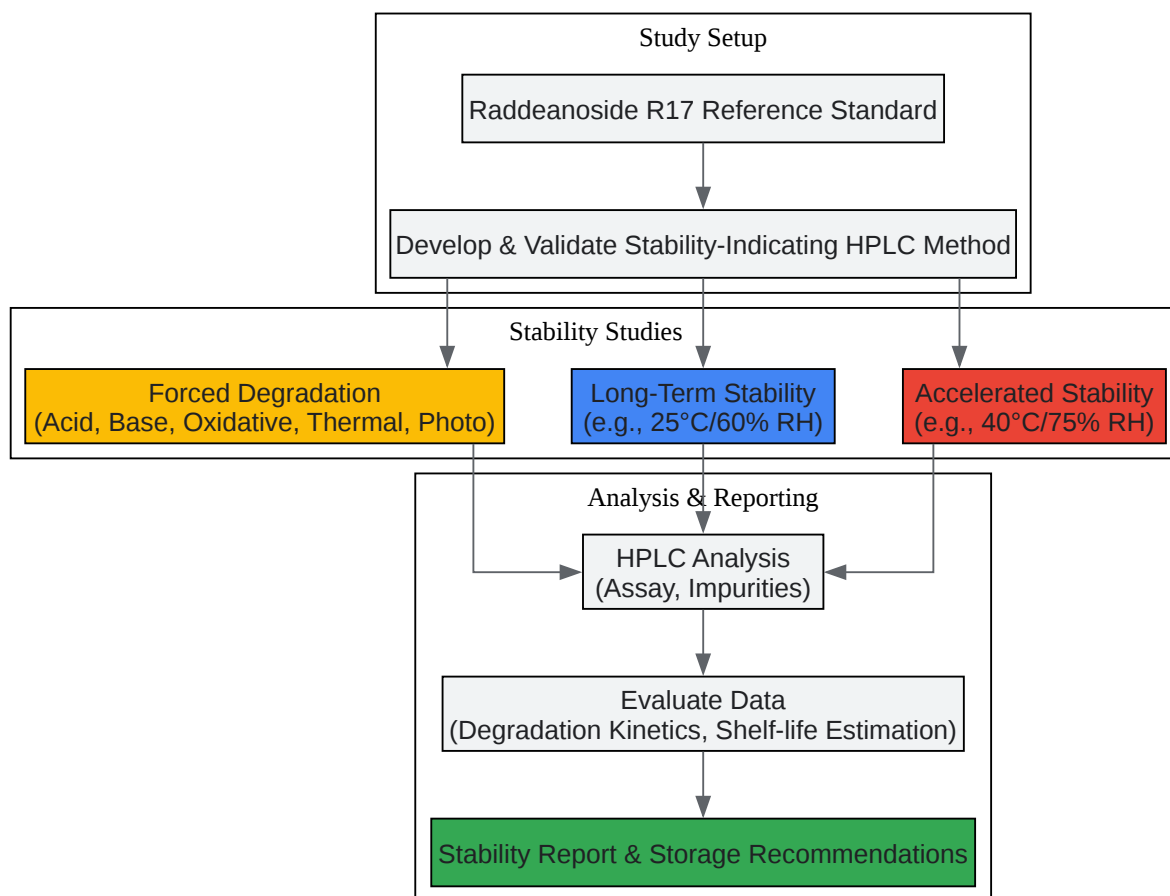 Study Setup
Raddeanoside R17 Reference Standard
Develop & Validate Stability-Indicating HPLC Method
Stability Studies
Forced Degradation
(Acid, Base, Oxidative, Thermal, Photo)
Long-Term Stability
(e.g., 25°C/60% RH)
Accelerated Stability
(e.g., 40°C/75% RH)
Analysis & Reporting
HPLC Analysis
(Assay, Impurities)
Evaluate Data
(Degradation Kinetics, Shelf-life Estimation)
Stability Report & Storage Recommendations